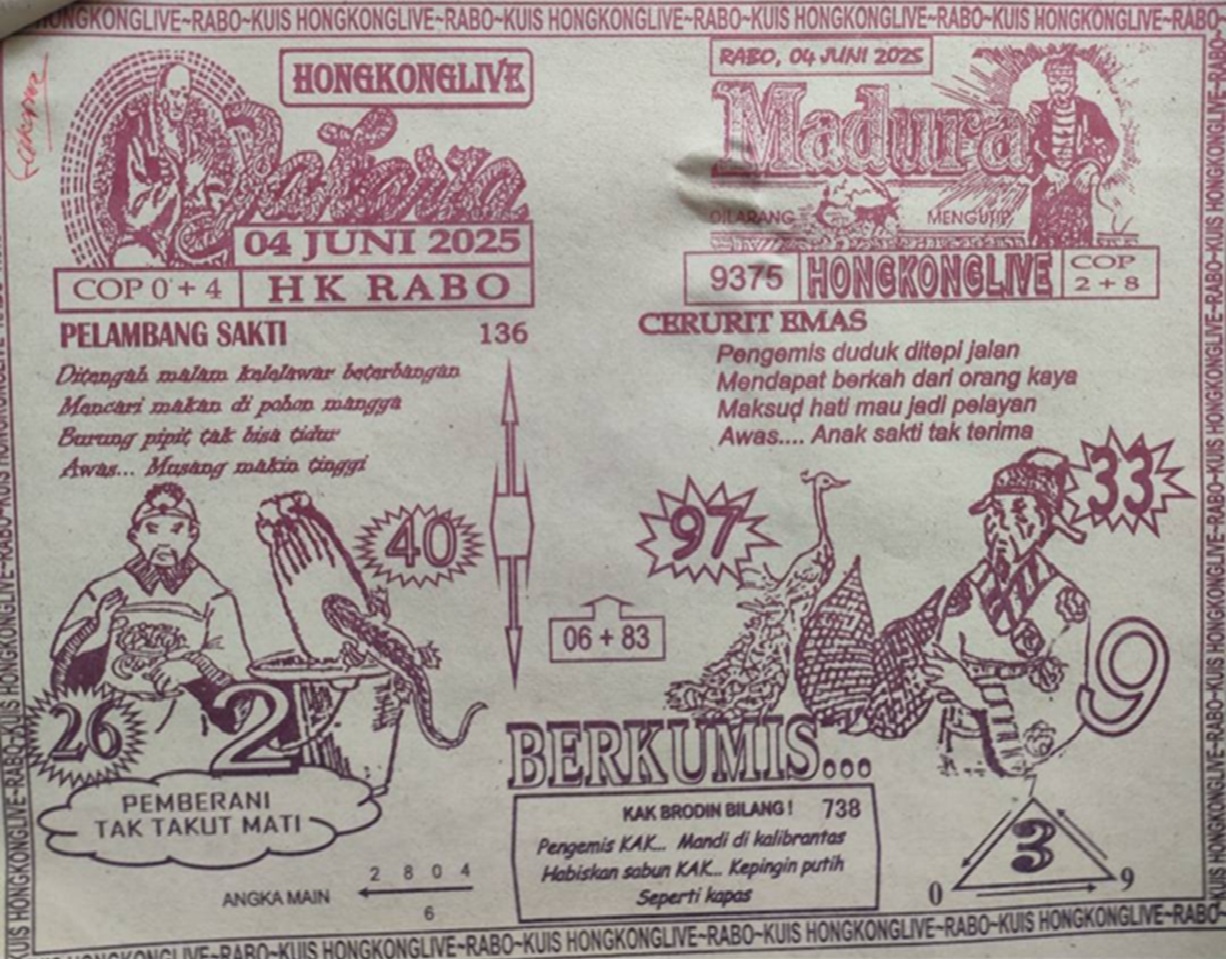 HONGKONGLIVE~RABO~KUIS HONGKONGLIVE~RABO~KUIS HONGKONGLIVE~RABO~KUIS HONGKONGLIVE~RABO~KUIS HONGKONGLIVE~RABO
HONGKONGLIVE
Batavia
04 JUNI 2025
COP 0 + 4
HK RABO
PELAMBANG SAKTI 136
Ditengah malam kelelawar beterbangan
Mencari makan di pohon mangga
Burung pipit tak bisa tidur
Awas... Musang makin tinggi
40
26
2
PEMBERANI
TAK TAKUT MATI
ANGKA MAIN
2 8 0 4
6
RABO, 04 JUNI 2025
Madura
DILARANG MENGUTIP
9375
HONGKONGLIVE
COP
2 + 8
CERURIT EMAS
Pengemis duduk ditepi jalan
Mendapat berkah dari orang kaya
Maksud hati mau jadi pelayan
Awas.... Anak sakti tak terima
97
33
06 + 83
9
BERKUMIS...
KAK BRODIN BILANG ! 738
Pengemis KAK... Mandi di kalibrantas
Habiskan sabun KAK... Kepingin putih
Seperti kapas
3
0
9
KUIS HONGKONGLIVE~RABO~KUIS HONGKONGLIVE~RABO~KUIS HONGKONGLIVE~RABO~KUIS HONGKONGLIVE~RABO